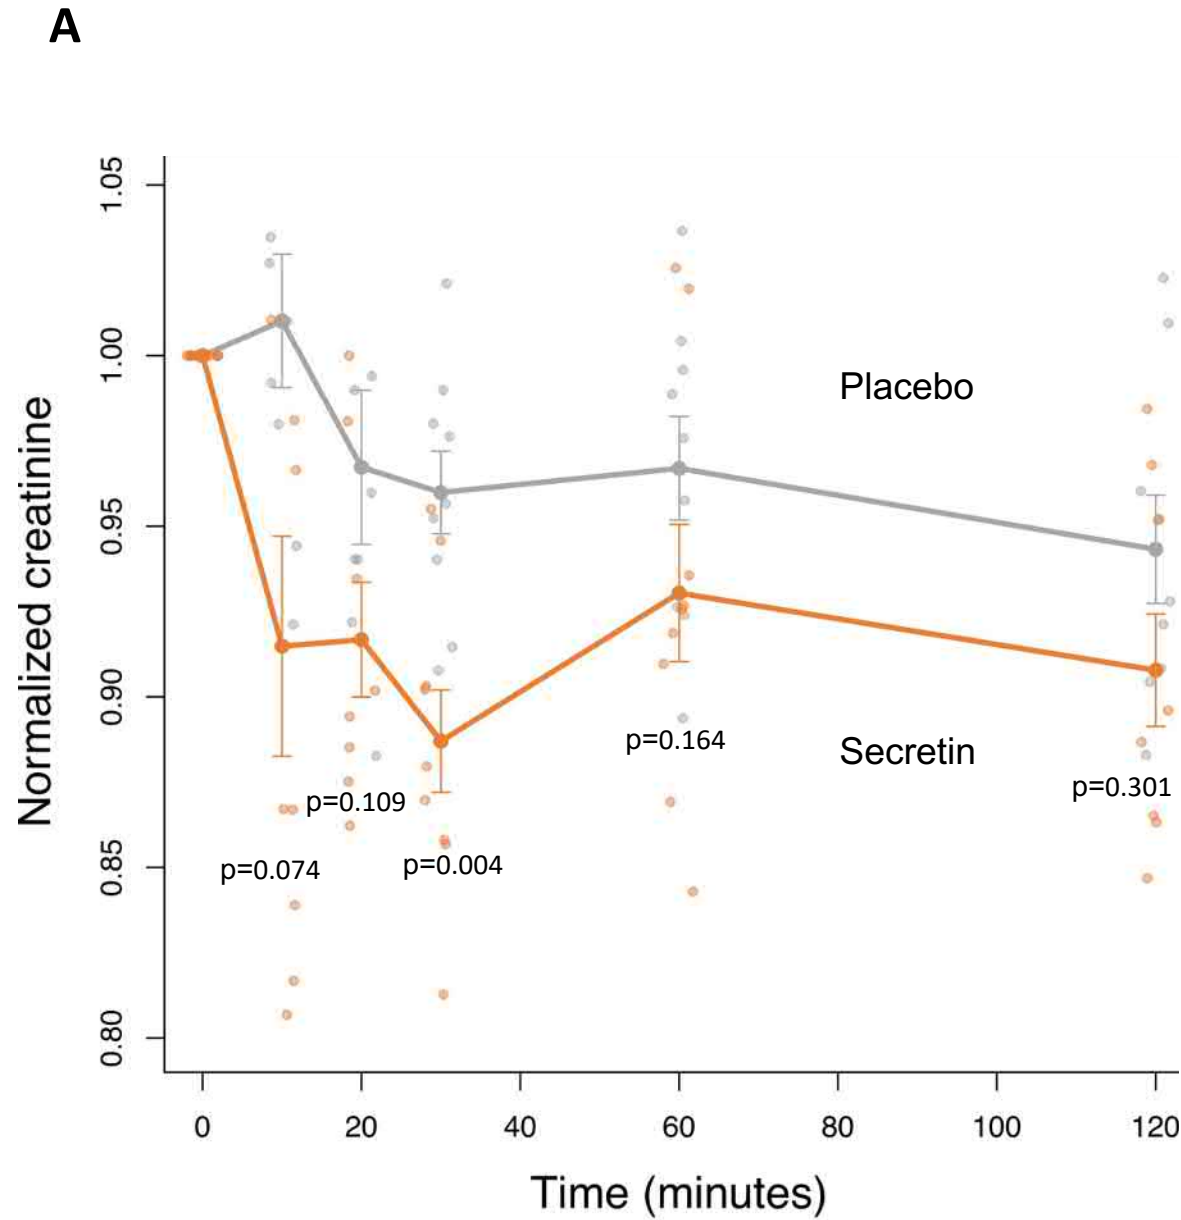 A
1.05
1.00
0.95
0.90
0.85
0.80
Normalized creatinine
Placebo
Secretin
p=0.074
p=0.109
p=0.004
p=0.164
p=0.301
0
20
40
60
80
100
120
Time (minutes)